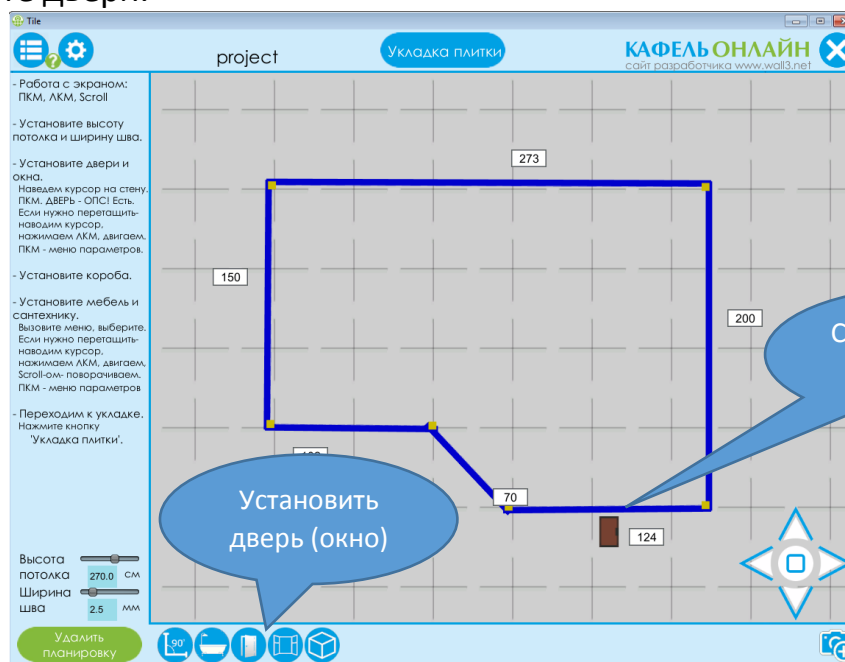 Tile
project
Укладка плитки
КАФЕЛЬ ОНЛАЙН
сайт разработчика www.wall3.net
- Работа с экраном:
ПКМ, ЛКМ, Scroll
- Установите высоту
потолка и ширину шва.
- Установите двери и
окна.
Наведем курсор на стену.
ПКМ. ДВЕРЬ - ОПС! Есть.
Если нужно перетащить-
наводим курсор,
нажимаем ЛКМ, двигаем.
ПКМ - меню параметров.
- Установите короба.
- Установите мебель и
сантехнику.
Вызовите меню, выберите.
Если нужно перетащить-
наводим курсор,
нажимаем ЛКМ, двигаем,
Scroll-ом- поворачиваем.
ПКМ - меню параметров
- Переходим к укладке.
Нажмите кнопку
'Укладка плитки'.
273
150
200
70
124
Установить
дверь (окно)
Высота
потолка 270.0 см
Ширина
шва 2.5 мм
Удалить
планировку
90°